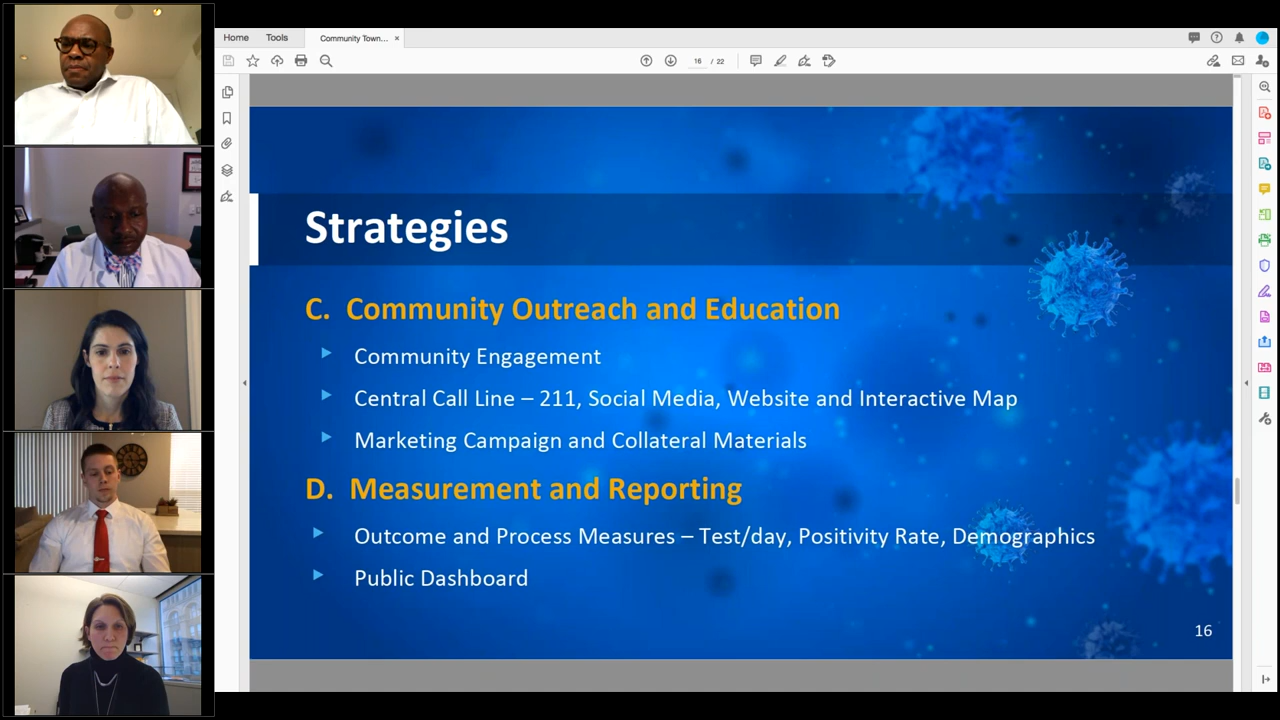 Home Tools Community Town... ×
16 / 22
Strategies
C. Community Outreach and Education
Community Engagement
Central Call Line – 211, Social Media, Website and Interactive Map
Marketing Campaign and Collateral Materials
D. Measurement and Reporting
Outcome and Process Measures – Test/day, Positivity Rate, Demographics
Public Dashboard
16